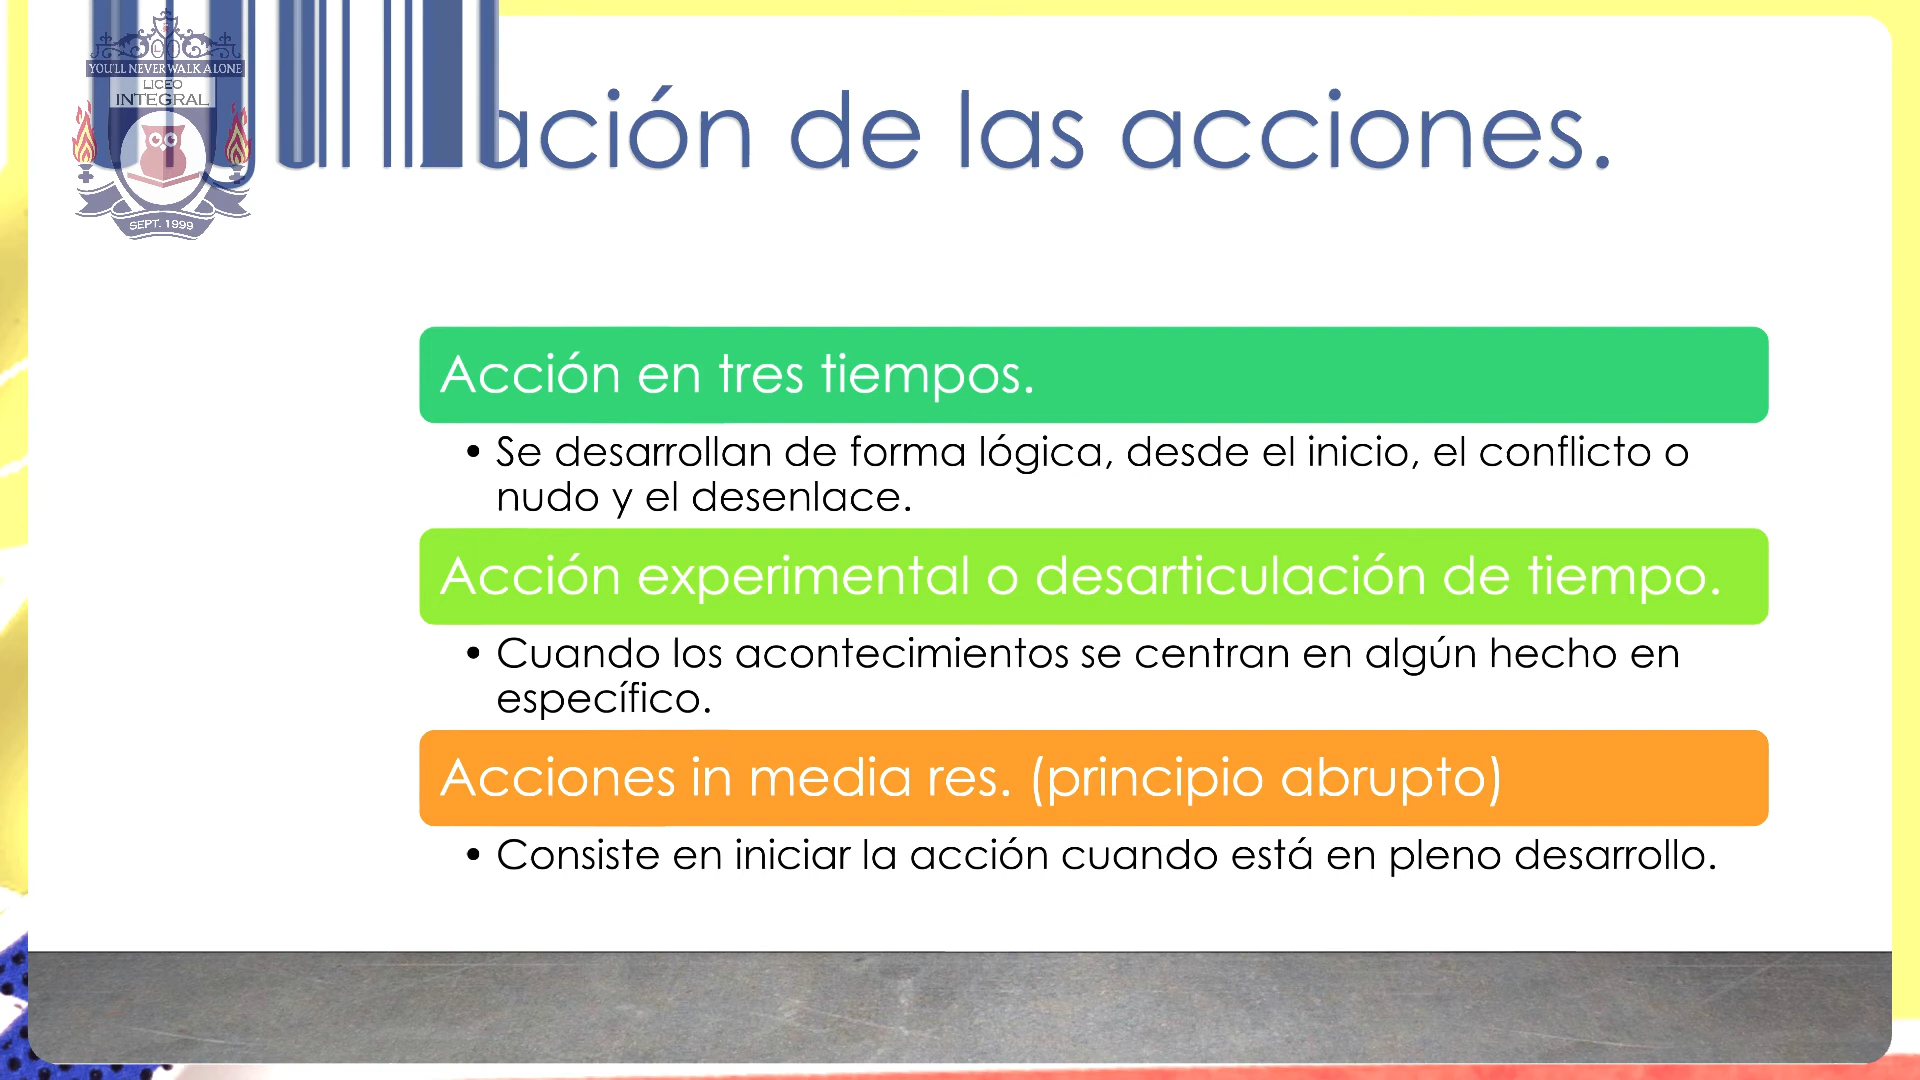 YOU'LL NEVER WALK ALONE
LICEO
INTEGRAL
SEPT. 1999
ación de las acciones.
Acción en tres tiempos.
• Se desarrollan de forma lógica, desde el inicio, el conflicto o
nudo y el desenlace.
Acción experimental o desarticulación de tiempo.
• Cuando los acontecimientos se centran en algún hecho en
específico.
Acciones in media res. (principio abrupto)
• Consiste en iniciar la acción cuando está en pleno desarrollo.